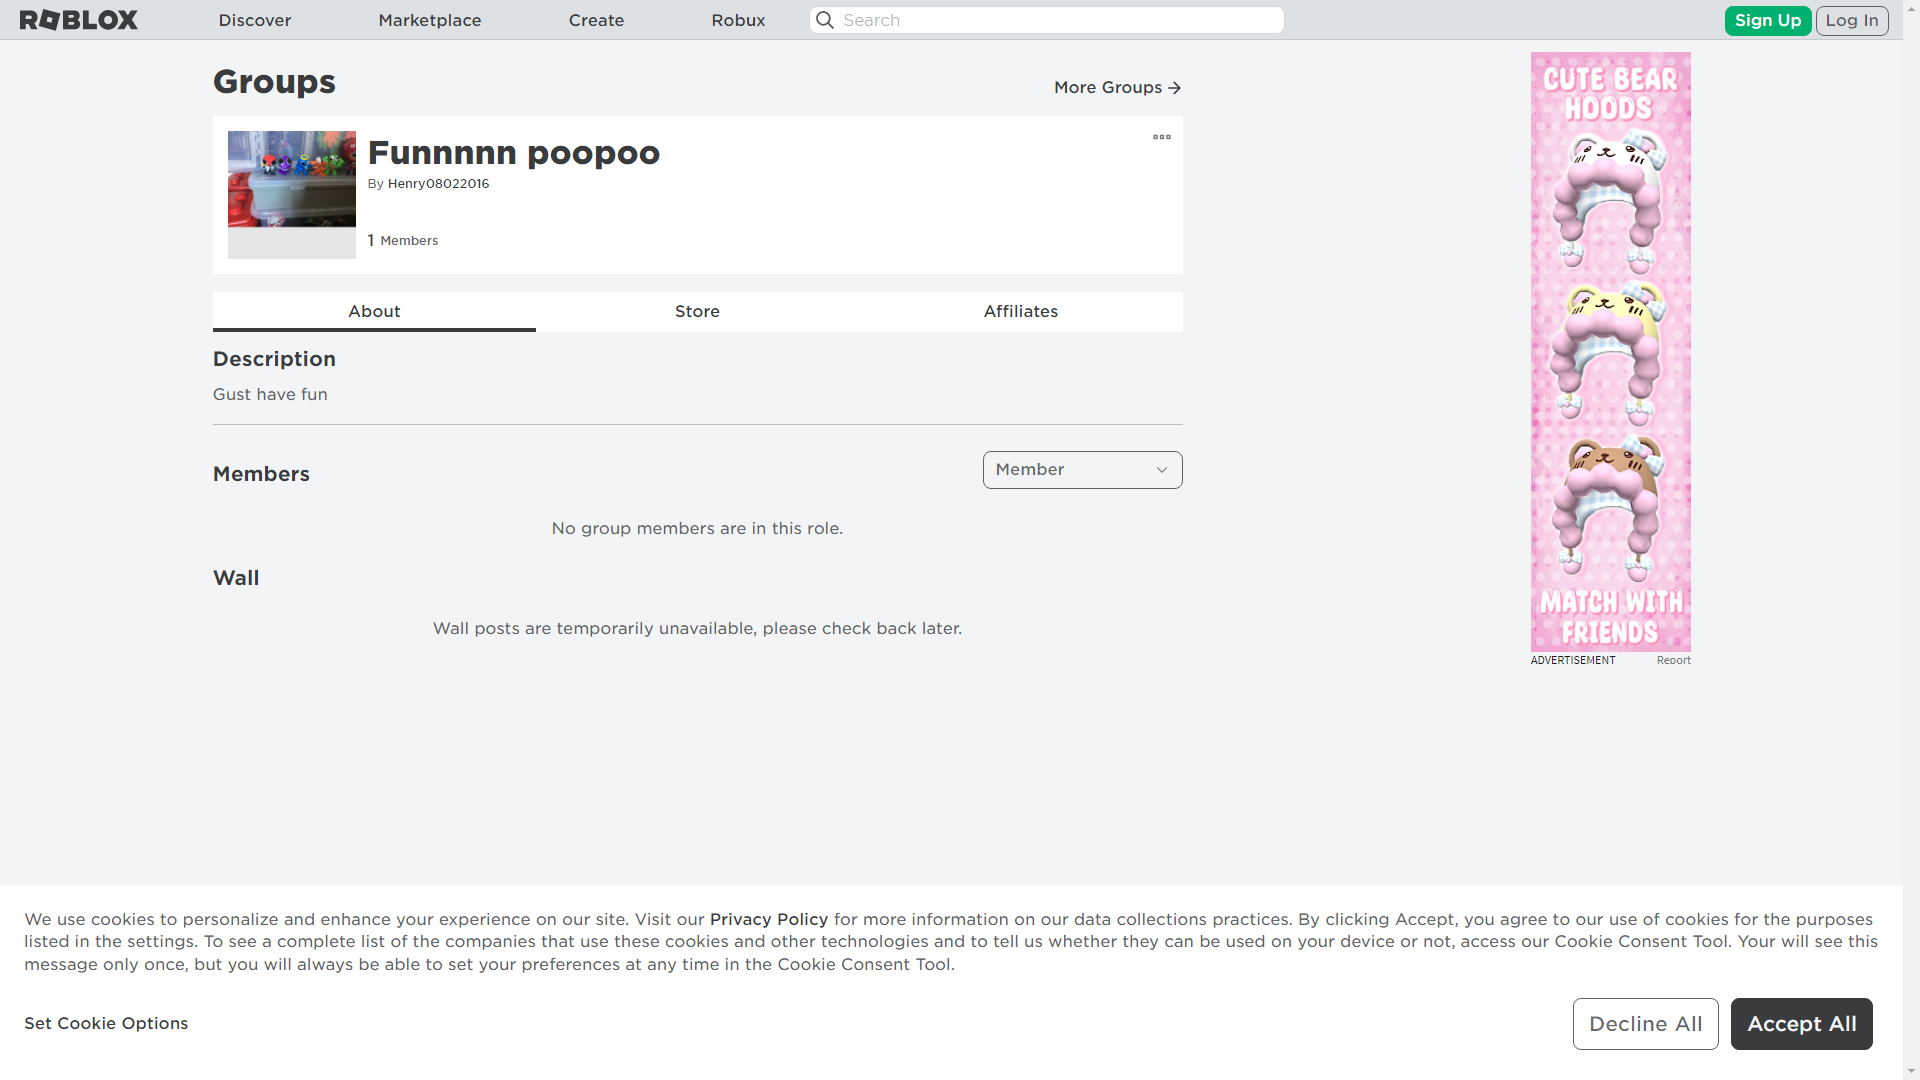 ROBLOX
Discover
Marketplace
Create
Robux
Search
Sign Up
Log In
Groups
More Groups
Funnnnn poopoo
By Henry08022016
1 Members
About
Store
Affiliates
Description
Gust have fun
Members
Member
No group members are in this role.
Wall
Wall posts are temporarily unavailable, please check back later.
CUTE BEAR
HOODS
MATCH WITH
FRIENDS
ADVERTISEMENT
Report
We use cookies to personalize and enhance your experience on our site. Visit our Privacy Policy for more information on our data collections practices. By clicking Accept, you agree to our use of cookies for the purposes
listed in the settings. To see a complete list of the companies that use these cookies and other technologies and to tell us whether they can be used on your device or not, access our Cookie Consent Tool. Your will see this
message only once, but you will always be able to set your preferences at any time in the Cookie Consent Tool.
Set Cookie Options
Decline All
Accept All